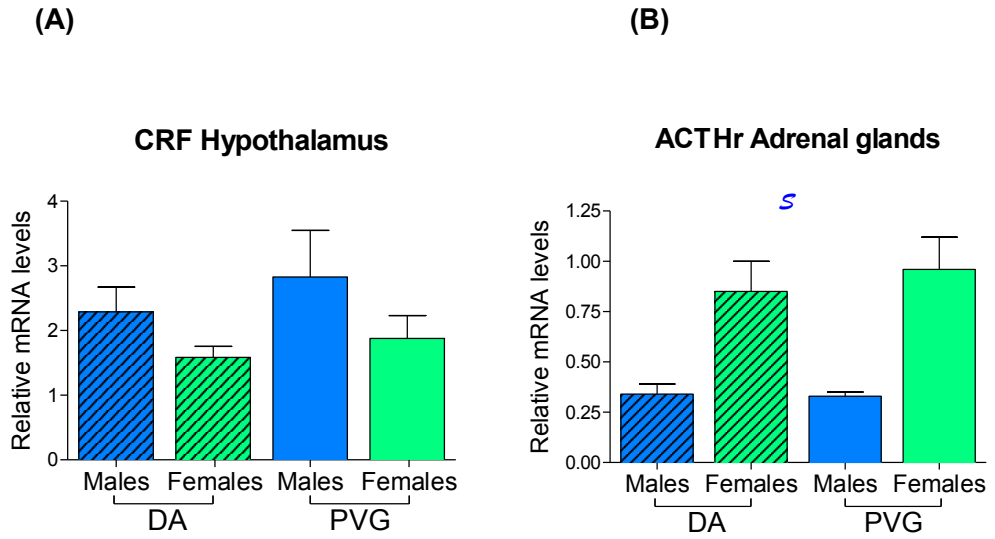 (A)
CRF Hypothalamus
Relative mRNA levels
4
3
2
1
0
Males Females Males Females
DA PVG
(B)
ACTHr Adrenal glands
S
Relative mRNA levels
1.25
1.00
0.75
0.50
0.25
0.00
Males Females Males Females
DA PVG